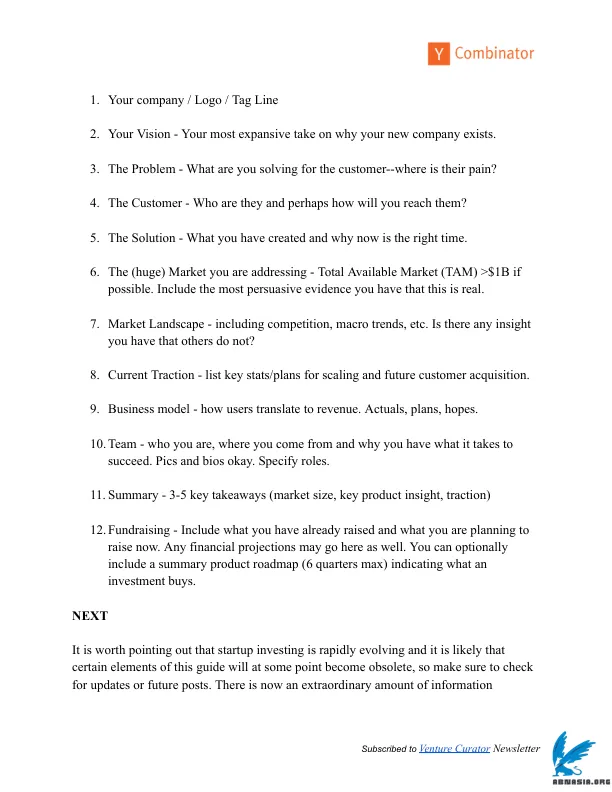 Y Combinator
1. Your company / Logo / Tag Line
2. Your Vision - Your most expansive take on why your new company exists.
3. The Problem - What are you solving for the customer--where is their pain?
4. The Customer - Who are they and perhaps how will you reach them?
5. The Solution - What you have created and why now is the right time.
6. The (huge) Market you are addressing - Total Available Market (TAM) >$1B if
possible. Include the most persuasive evidence you have that this is real.
7. Market Landscape - including competition, macro trends, etc. Is there any insight
you have that others do not?
8. Current Traction - list key stats/plans for scaling and future customer acquisition.
9. Business model - how users translate to revenue. Actuals, plans, hopes.
10. Team - who you are, where you come from and why you have what it takes to
succeed. Pics and bios okay. Specify roles.
11. Summary - 3-5 key takeaways (market size, key product insight, traction)
12. Fundraising - Include what you have already raised and what you are planning to
raise now. Any financial projections may go here as well. You can optionally
include a summary product roadmap (6 quarters max) indicating what an
investment buys.
NEXT
It is worth pointing out that startup investing is rapidly evolving and it is likely that
certain elements of this guide will at some point become obsolete, so make sure to check
for updates or future posts. There is now an extraordinary amount of information
Subscribed to Venture Curator Newsletter
ABNASIA.ORG